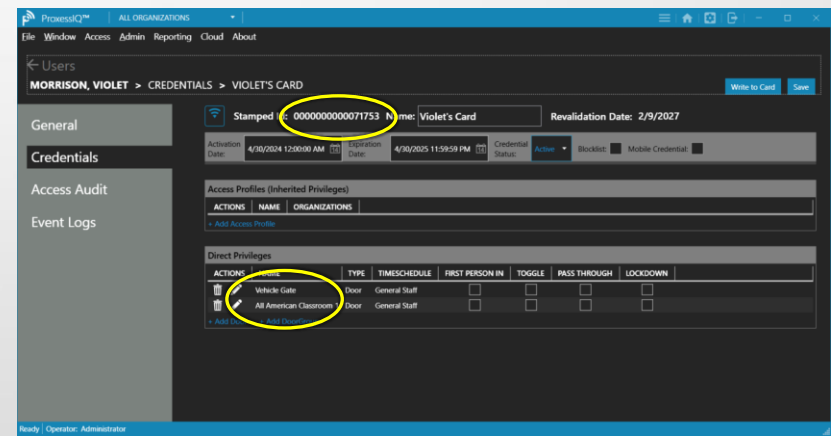 ProxessIQ™ ALL ORGANIZATIONS
File Window Access Admin Reporting Cloud About
Users
MORRISON, VIOLET > CREDENTIALS > VIOLET'S CARD
Write to Card Save
General
Credentials
Access Audit
Event Logs
Stamped 0000000000071753 Name: Violet's Card Revalidation Date: 2/9/2027
Activation Date: 4/30/2024 12:00:00 AM Expiration Date: 4/30/2025 11:59:59 PM Credential Status: Active Blocklist: Mobile Credential:
Access Profiles (Inherited Privileges)
ACTIONS NAME ORGANIZATIONS
+ Add Access Profile
Direct Privileges
ACTIONS NAME TYPE TIMESCHEDULE FIRST PERSON IN TOGGLE PASS THROUGH LOCKDOWN
Vehicle Gate Door General Staff
All American Classroom 1 Door General Staff
+ Add + Add
Ready Operator: Administrator